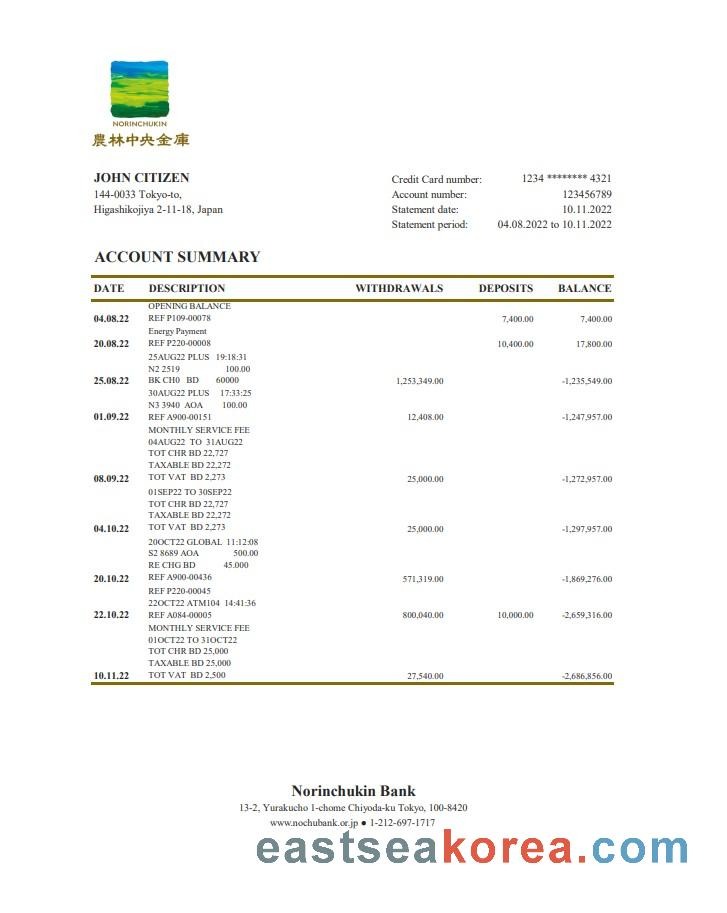 NORINCHUKIN
農林中央金庫
JOHN CITIZEN
144-0033 Tokyo-to,
Higashikojiya 2-11-18, Japan
Credit Card number: 1234 ******** 4321
Account number: 123456789
Statement date: 10.11.2022
Statement period: 04.08.2022 to 10.11.2022
ACCOUNT SUMMARY
DATE DESCRIPTION WITHDRAWALS DEPOSITS BALANCE
OPENING BALANCE
04.08.22 REF P109-00078 7,400.00 7,400.00
Energy Payment
20.08.22 REF P220-00008 10,400.00 17,800.00
25AUG22 PLUS 19:18:31
N2 2519 100.00
25.08.22 BK CH0 BD 60000 1,253,349.00 -1,235,549.00
30AUG22 PLUS 17:33:25
N3 3940 AOA 100.00
01.09.22 REF A900-00151 12,408.00 -1,247,957.00
MONTHLY SERVICE FEE
04AUG22 TO 31AUG22
TOT CHR BD 22,727
TAXABLE BD 22,272
08.09.22 TOT VAT BD 2,273 25,000.00 -1,272,957.00
01SEP22 TO 30SEP22
TOT CHR BD 22,727
TAXABLE BD 22,272
04.10.22 TOT VAT BD 2,273 25,000.00 -1,297,957.00
20OCT22 GLOBAL 11:12:08
S2 8689 AOA 500.00
RE CHG BD 45.000
20.10.22 REF A900-00436 571,319.00 -1,869,276.00
REF P220-00045
22OCT22 ATM104 14:41:36
22.10.22 REF A084-00005 800,040.00 10,000.00 -2,659,316.00
MONTHLY SERVICE FEE
01OCT22 TO 31OCT22
TOT CHR BD 25,000
TAXABLE BD 25,000
10.11.22 TOT VAT BD 2,500 27,540.00 -2,686,856.00
Norinchukin Bank
13-2, Yurakucho 1-chome Chiyoda-ku Tokyo, 100-8420
www.nochubank.or.jp ● 1-212-697-1717
eastseakorea.com